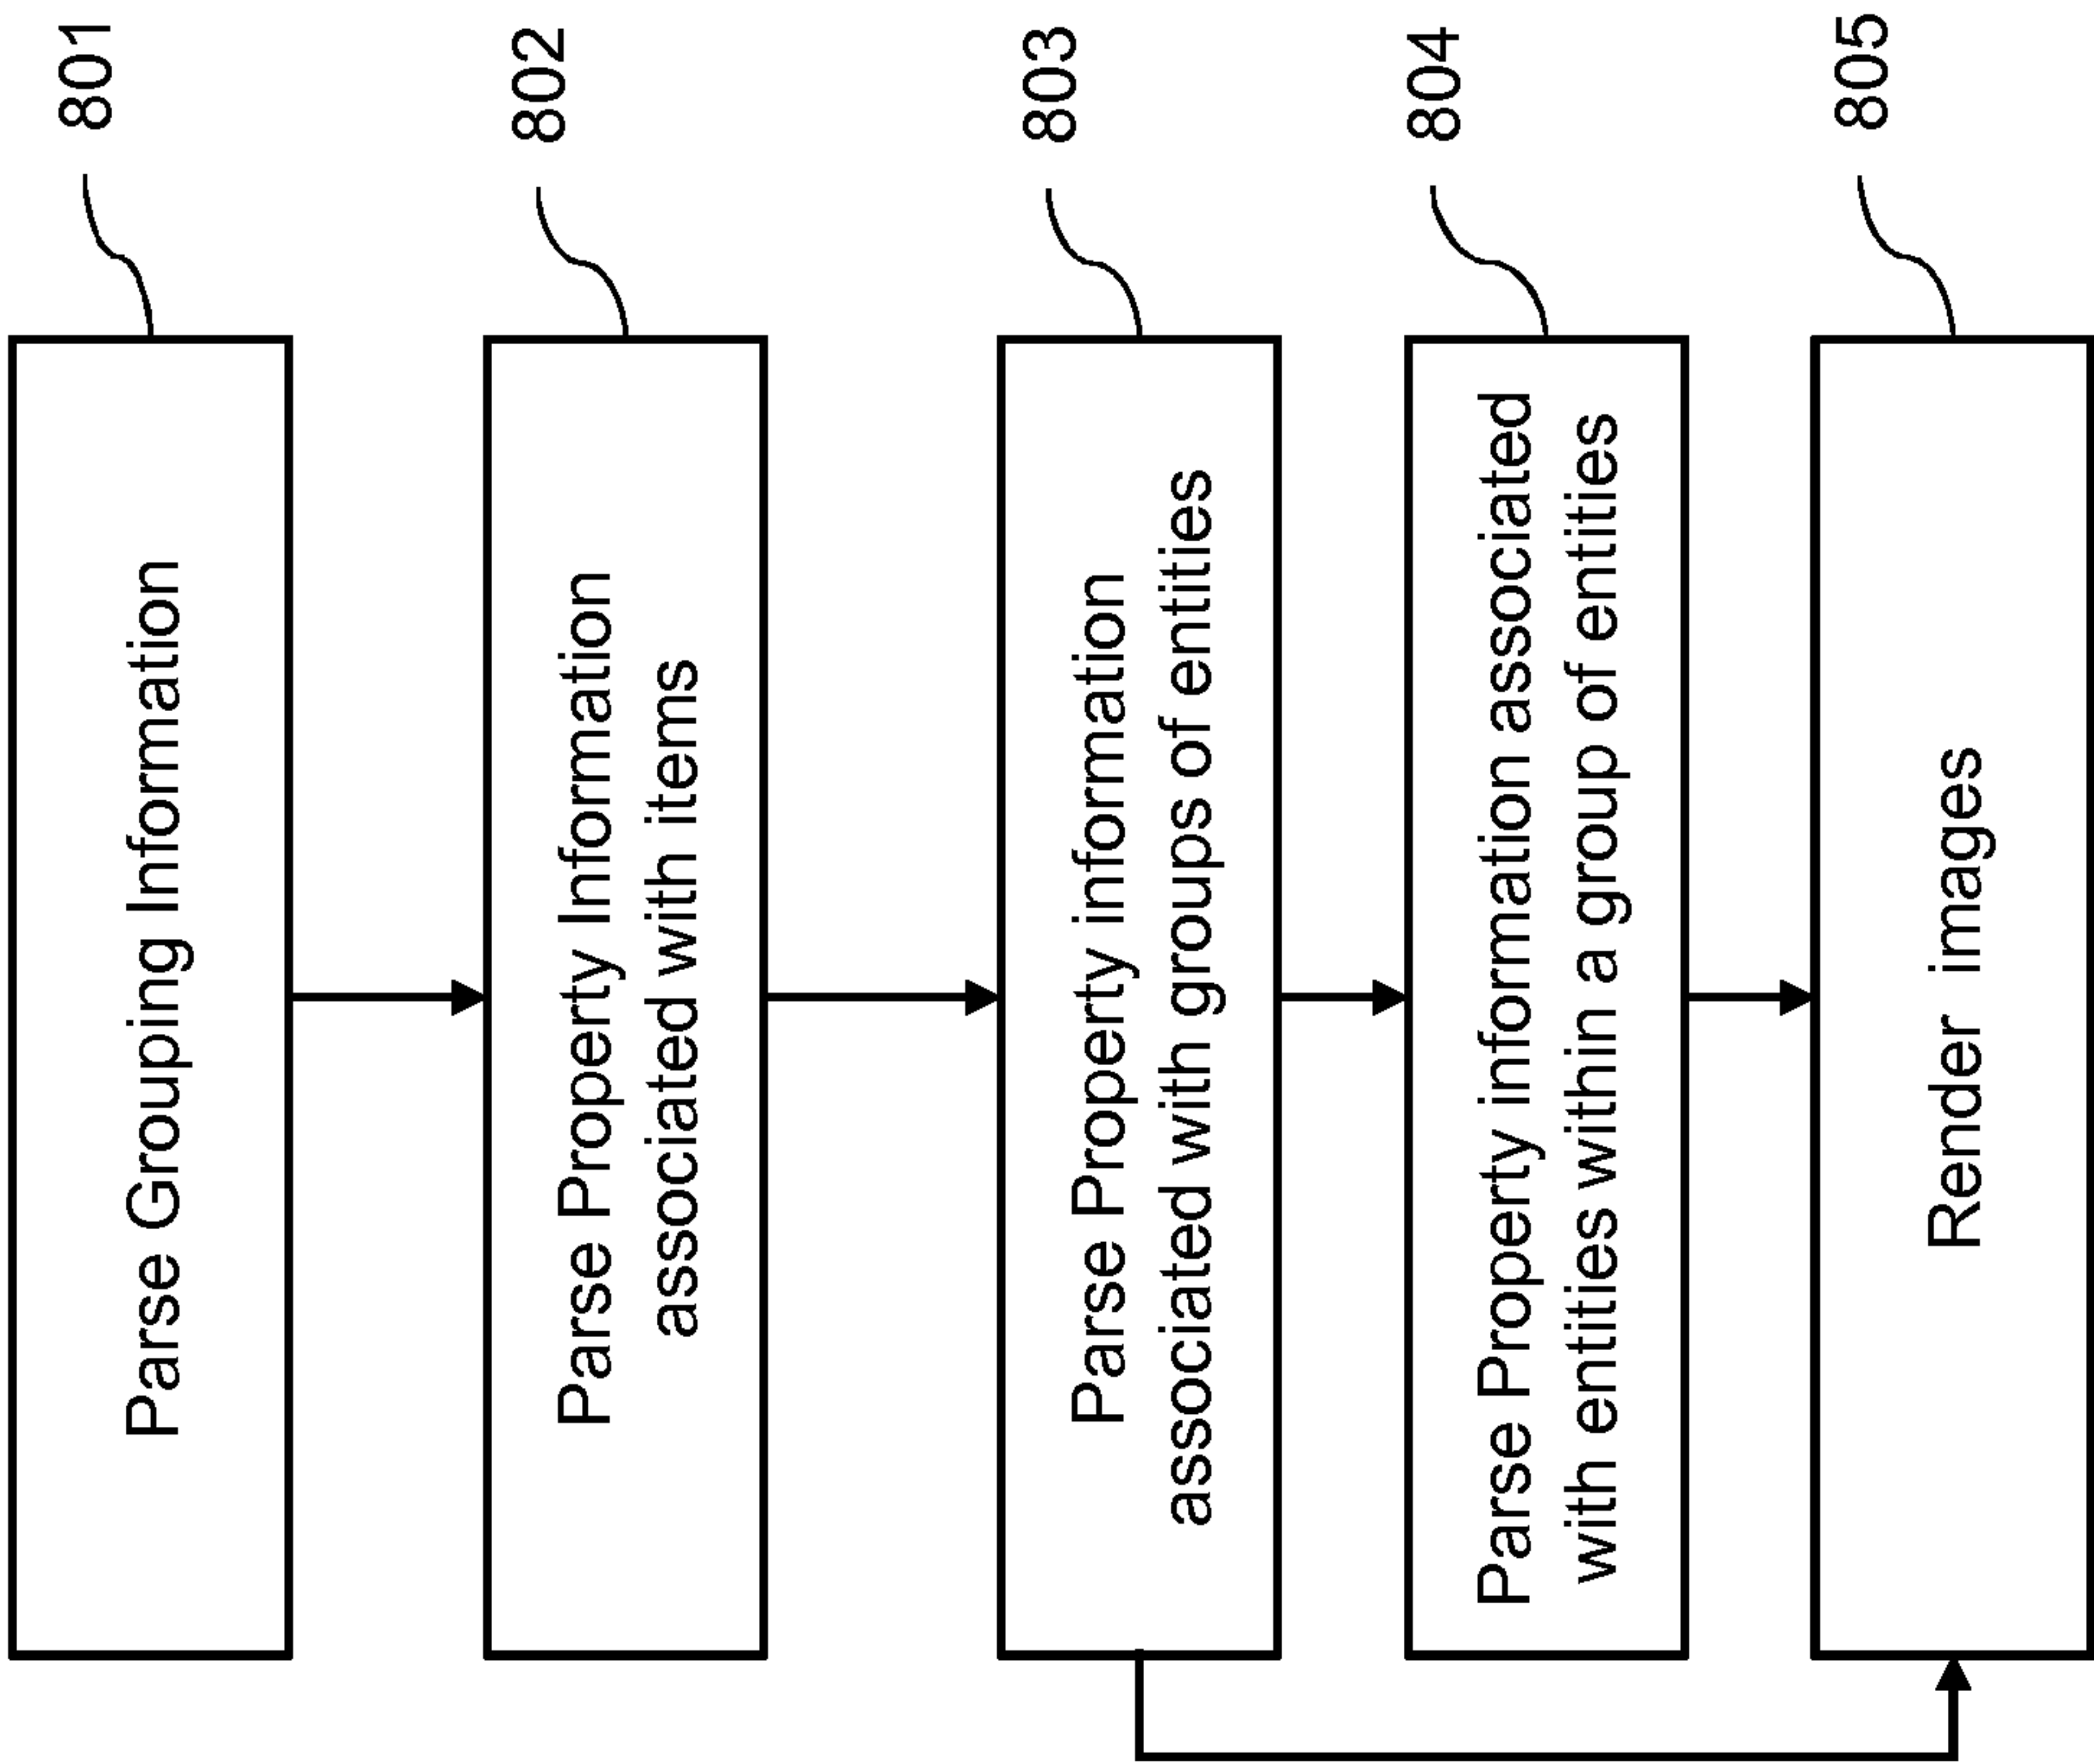 801
Parse Grouping Information
802
Parse Property Information
associated with items
803
Parse Property information
associated with groups of entities
804
Parse Property information associated
with entities within a group of entities
805
Render images